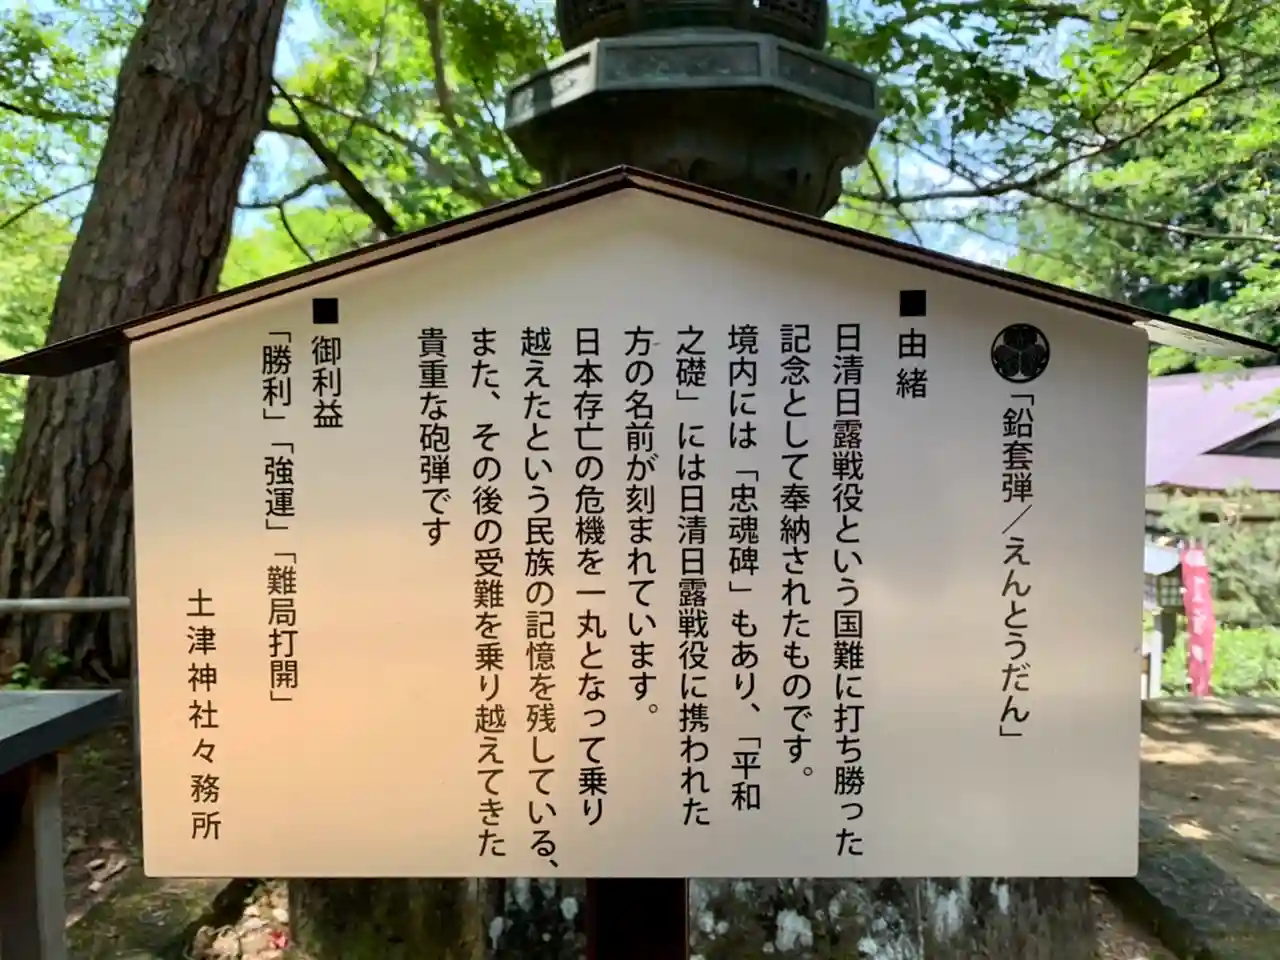 「鉛套弾／えんとうだん」
■由緒
日清日露戦役という国難に打ち勝った
記念として奉納されたものです。
境内には「忠魂碑」もあり、「平和
之礎」には日清日露戦役に携われた
方の名前が刻まれています。
日本存亡の危機を一丸となって乗り
越えたという民族の記憶を残している、
また、その後の受難を乗り越えてきた
貴重な砲弾です
■御利益
「勝利」「強運」「難局打開」
土津神社々務所